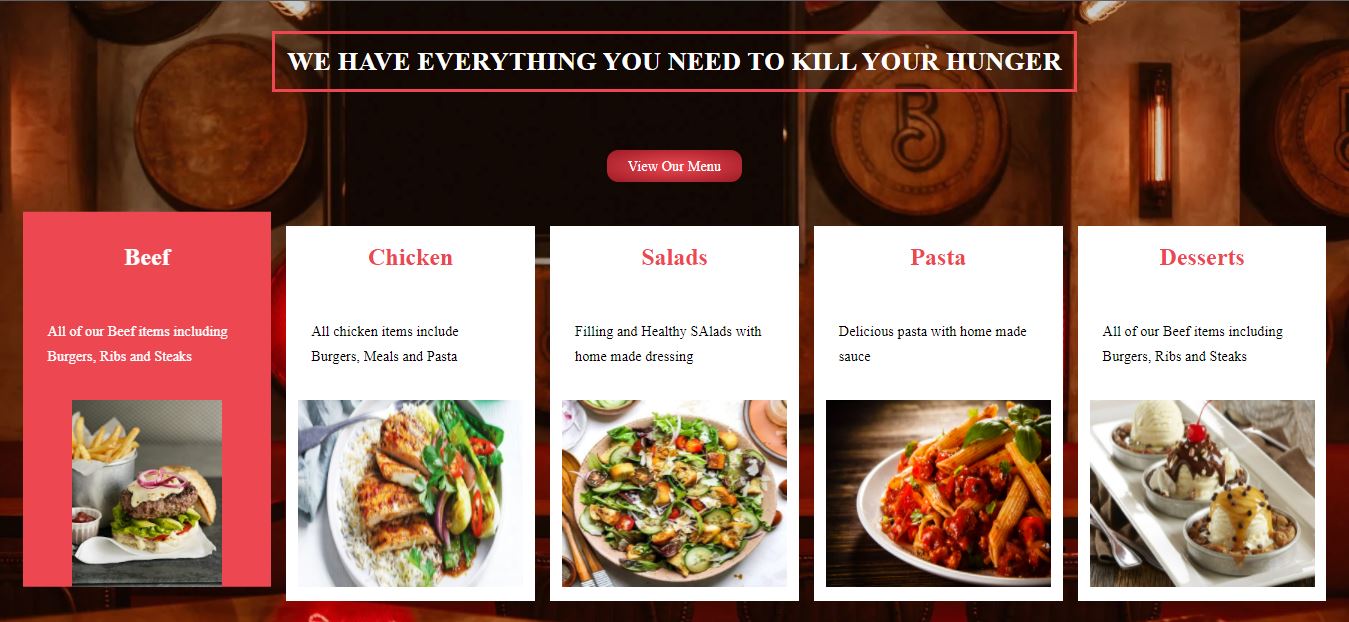 WE HAVE EVERYTHING YOU NEED TO KILL YOUR HUNGER
View Our Menu
Beef
All of our Beef items including
Burgers, Ribs and Steaks
Chicken
All chicken items include
Burgers, Meals and Pasta
Salads
Filling and Healthy SAlads with
home made dressing
Pasta
Delicious pasta with home made
sauce
Desserts
All of our Beef items including
Burgers, Ribs and Steaks